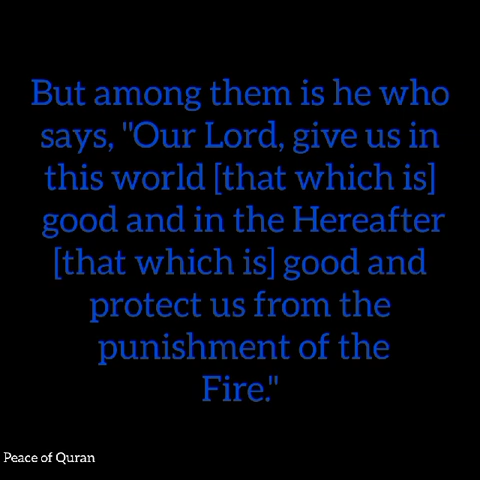 But among them is he who
says, "Our Lord, give us in
this world [that which is]
good and in the Hereafter
[that which is] good and
protect us from the
punishment of the
Fire."
Peace of Quran